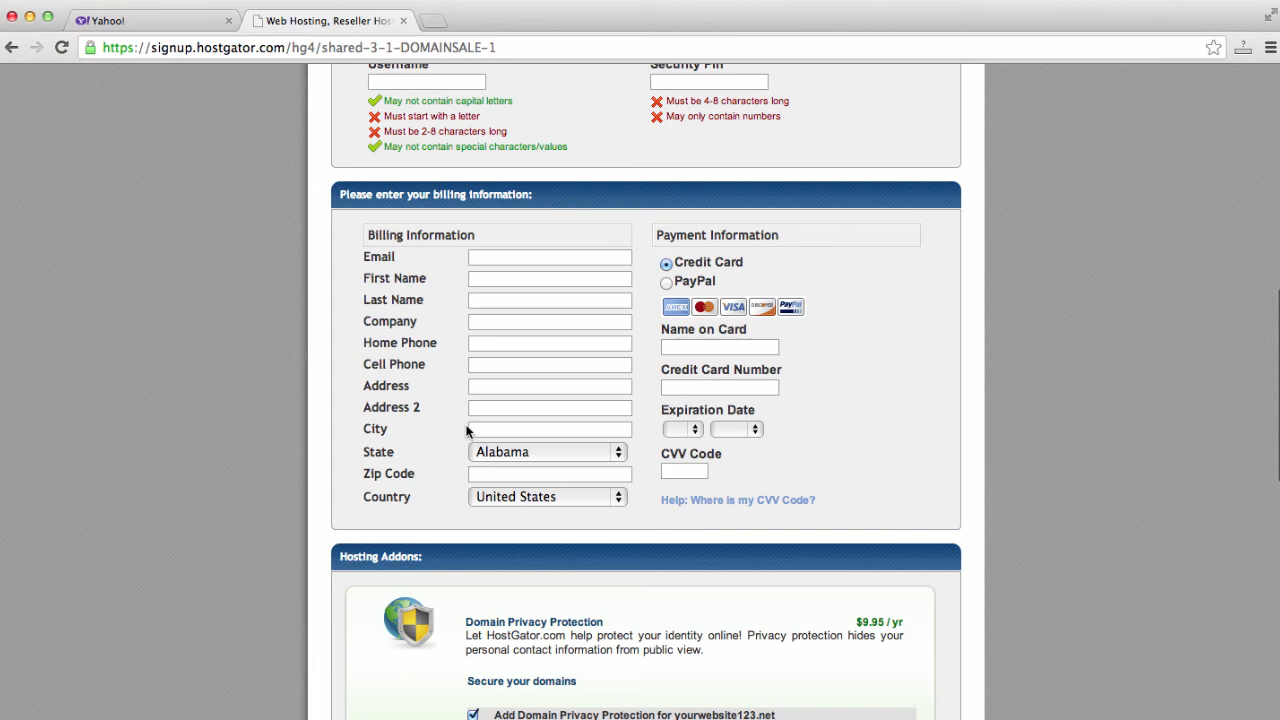 Yahoo!
Web Hosting, Reseller Hos
https://signup.hostgator.com/hg4/shared-3-1-DOMAINSALE-1
Username
Security Pin
May not contain capital letters
Must start with a letter
Must be 2-8 characters long
May not contain special characters/values
Must be 4-8 characters long
May only contain numbers
Please enter your billing information:
Billing Information
Email
First Name
Last Name
Company
Home Phone
Cell Phone
Address
Address 2
City
State Alabama
Zip Code
Country United States
Payment Information
Credit Card
PayPal
AMEX VISA DISCOVER PayPal
Name on Card
Credit Card Number
Expiration Date
CVV Code
Help: Where is my CVV Code?
Hosting Addons:
Domain Privacy Protection $9.95 / yr
Let HostGator.com help protect your identity online! Privacy protection hides your
personal contact information from public view.
Secure your domains
Add Domain Privacy Protection for yourwebsite123.net